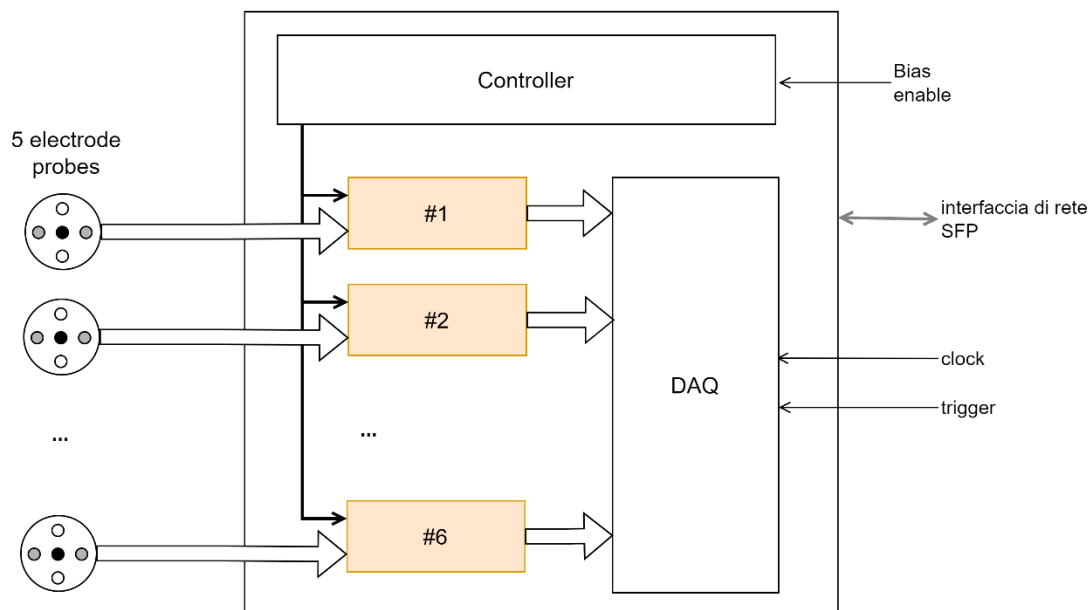 Controller
Bias
enable
5 electrode
probes
#1
interfaccia di rete
SFP
#2
clock
DAQ
trigger
...
...
#6